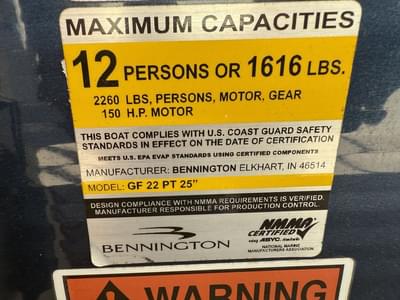 MAXIMUM CAPACITIES
12 PERSONS OR 1616 LBS.
2260 LBS, PERSONS, MOTOR, GEAR
150 H.P. MOTOR
THIS BOAT COMPLIES WITH U.S. COAST GUARD SAFETY
STANDARDS IN EFFECT ON THE DATE OF CERTIFICATION
MEETS U.S. EPA EVAP STANDARDS USING CERTIFIED COMPONENTS
MANUFACTURER: BENNINGTON ELKHART, IN 46514
MODEL: GF 22 PT 25"
DESIGN COMPLIANCE WITH NMMA REQUIREMENTS IS VERIFIED.
MANUFACTURER RESPONSIBLE FOR PRODUCTION CONTROL.
BENNINGTON
NMMA
CERTIFIED
using ABYC Standards
NATIONAL MARINE
MANUFACTURERS ASSOCIATION
WARNING